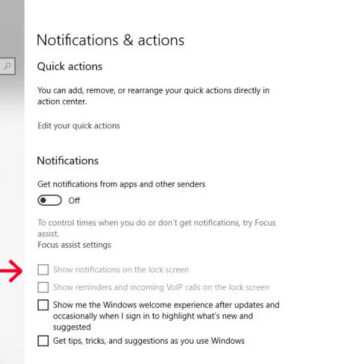 Notifications & actions
Quick actions
You can add, remove, or rearrange your quick actions directly in
action center.
Edit your quick actions
Notifications
Get notifications from apps and other senders
Off
To control times when you do or don't get notifications, try Focus
assist.
Focus assist settings
Show notifications on the lock screen
Show reminders and incoming VoIP calls on the lock screen
Show me the Windows welcome experience after updates and
occasionally when I sign in to highlight what's new and
suggested
Get tips, tricks, and suggestions as you use Windows